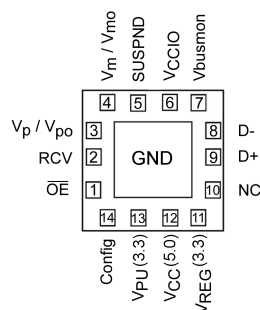 Vm / Vmo
SUSPND
VCCIO
Vbusmon
4 5 6 7
Vp / Vpo 3
8 D-
RCV 2
GND
9 D+
OE 1
10 NC
14 13 12 11
Config
VPU(3.3)
VCC(5.0)
VREG(3.3)